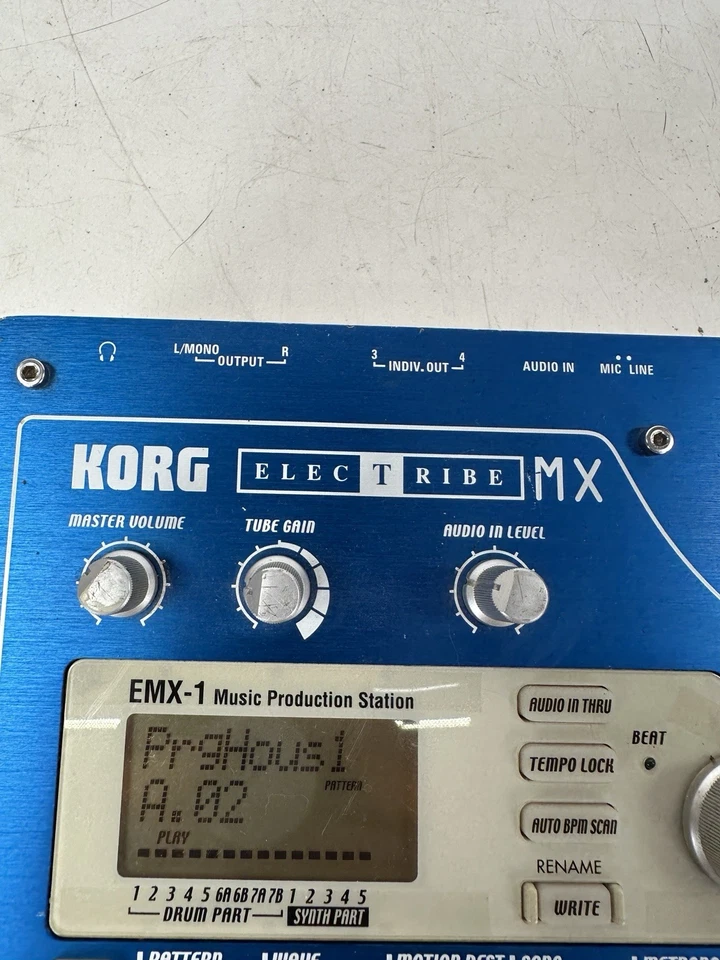 L/MONO OUTPUT R
3 INDIV. OUT 4
AUDIO IN
MIC LINE
KORG ELECTRIBE MX
MASTER VOLUME
TUBE GAIN
AUDIO IN LEVEL
EMX-1 Music Production Station
AUDIO IN THRU
BEAT
PrgHous1
TEMPO LOCK
PATTERN
A.02
AUTO BPM SCAN
PLAY
RENAME
1 2 3 4 5 6A 6B 7A 7B 1 2 3 4 5
WRITE
DRUM PART SYNTH PART